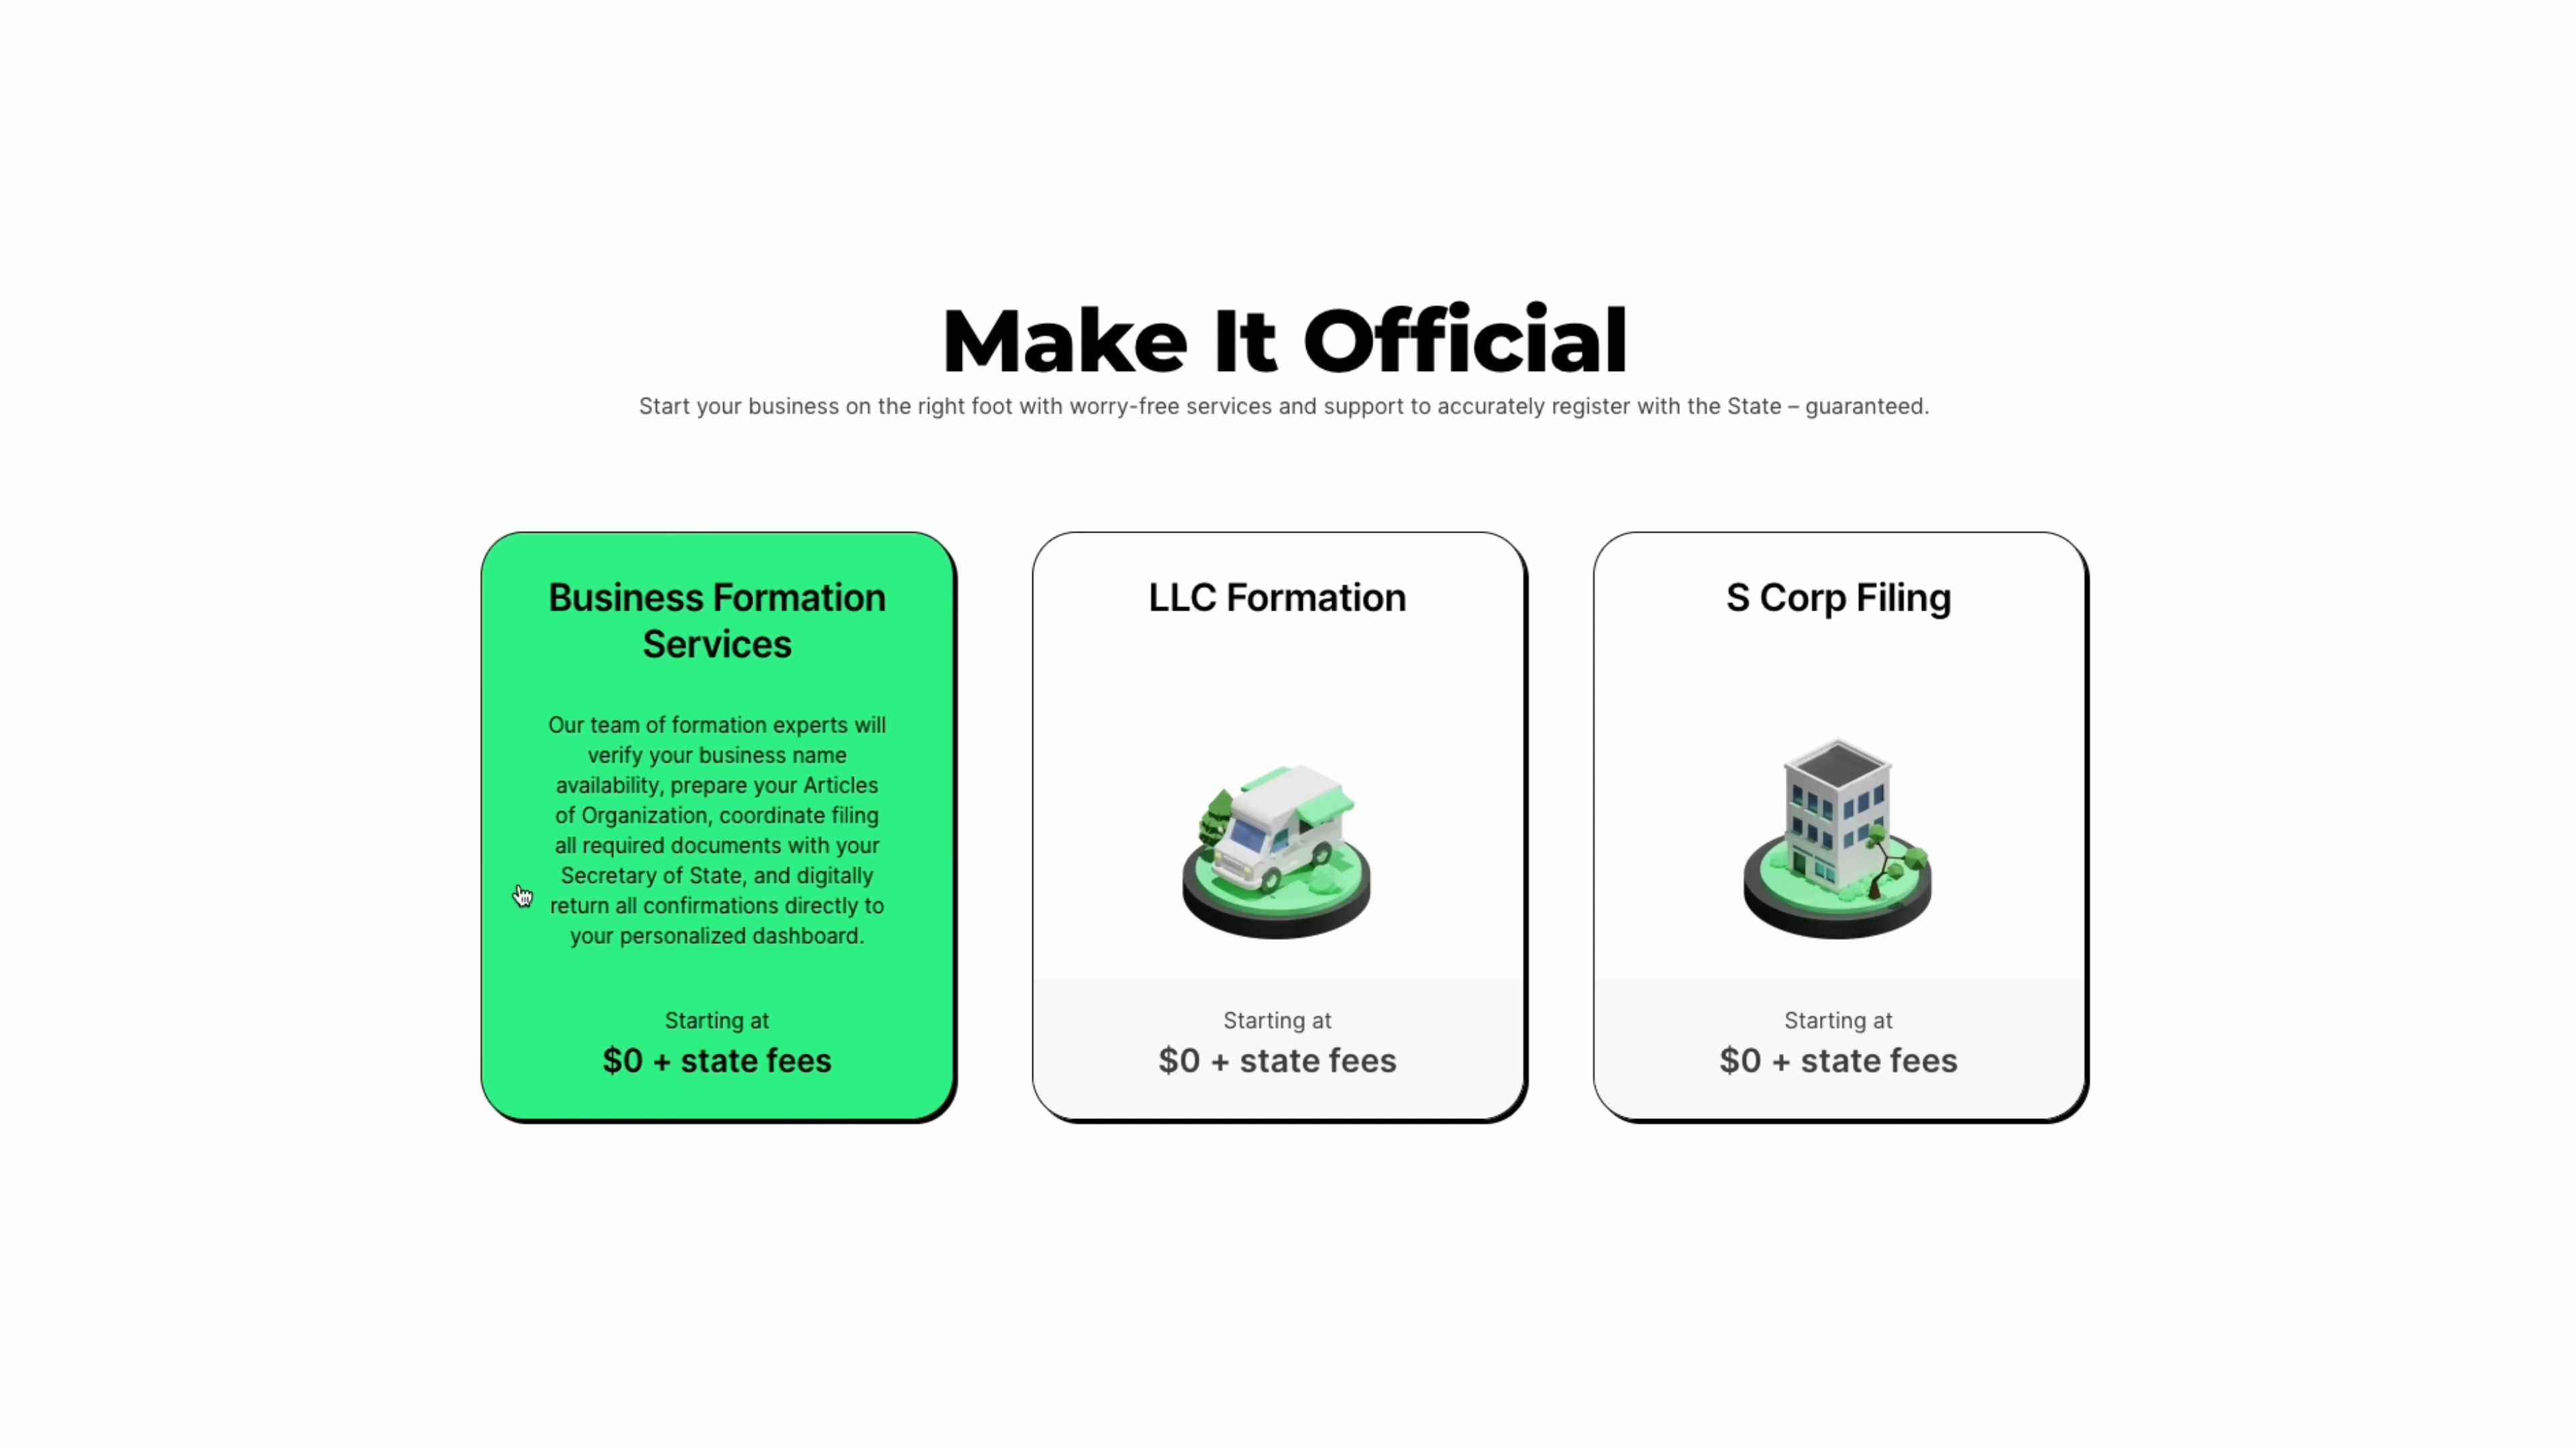 Make It Official
Start your business on the right foot with worry-free services and support to accurately register with the State – guaranteed.
Business Formation
Services
Our team of formation experts will
verify your business name
availability, prepare your Articles
of Organization, coordinate filing
all required documents with your
Secretary of State, and digitally
return all confirmations directly to
your personalized dashboard.
Starting at
$0 + state fees
LLC Formation
Starting at
$0 + state fees
S Corp Filing
Starting at
$0 + state fees